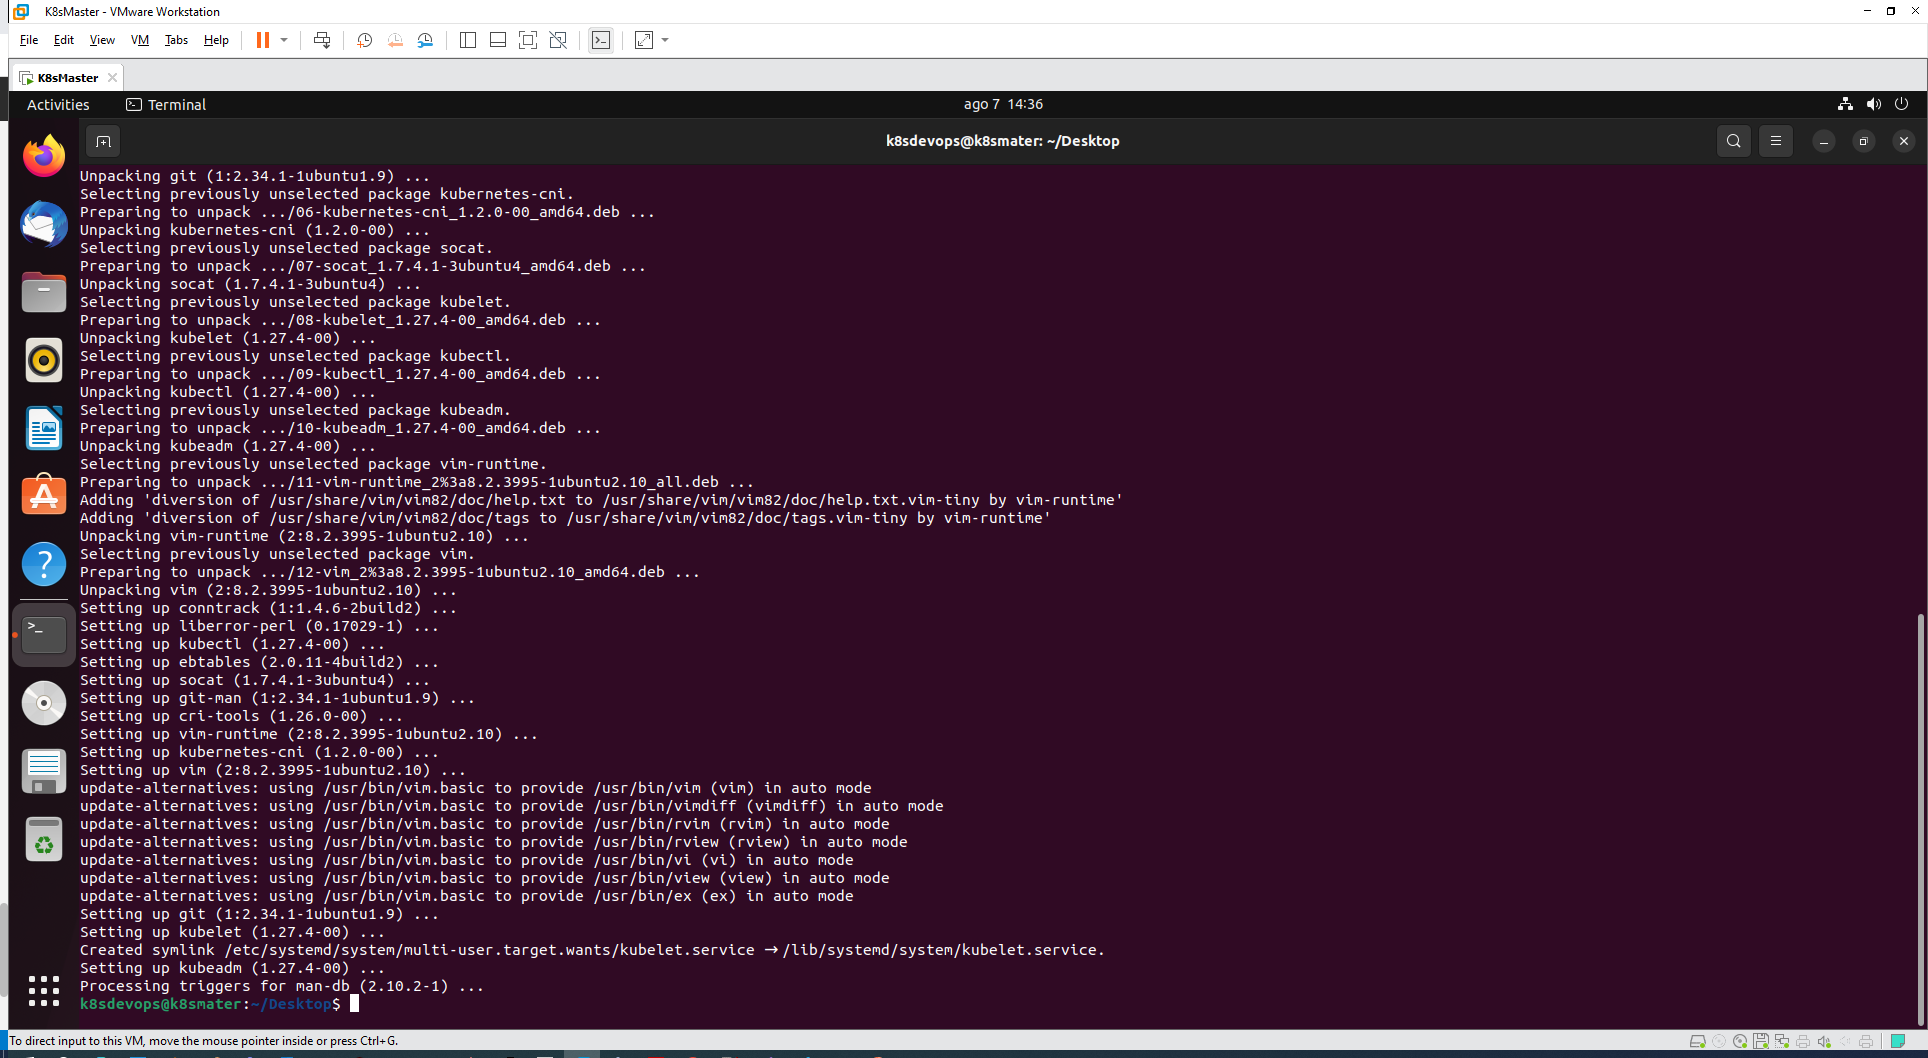 K8sMaster - VMware Workstation
File Edit View VM Tabs Help
K8sMaster
Activities Terminal ago 7 14:36
k8sdevops@k8smater: ~/Desktop
Unpacking git (1:2.34.1-1ubuntu1.9) ...
Selecting previously unselected package kubernetes-cni.
Preparing to unpack .../06-kubernetes-cni_1.2.0-00_amd64.deb ...
Unpacking kubernetes-cni (1.2.0-00) ...
Selecting previously unselected package socat.
Preparing to unpack .../07-socat_1.7.4.1-3ubuntu4_amd64.deb ...
Unpacking socat (1.7.4.1-3ubuntu4) ...
Selecting previously unselected package kubelet.
Preparing to unpack .../08-kubelet_1.27.4-00_amd64.deb ...
Unpacking kubelet (1.27.4-00) ...
Selecting previously unselected package kubectl.
Preparing to unpack .../09-kubectl_1.27.4-00_amd64.deb ...
Unpacking kubectl (1.27.4-00) ...
Selecting previously unselected package kubeadm.
Preparing to unpack .../10-kubeadm_1.27.4-00_amd64.deb ...
Unpacking kubeadm (1.27.4-00) ...
Selecting previously unselected package vim-runtime.
Preparing to unpack .../11-vim-runtime_2%3a8.2.3995-1ubuntu2.10_all.deb ...
Adding 'diversion of /usr/share/vim/vim82/doc/help.txt to /usr/share/vim/vim82/doc/help.txt.vim-tiny by vim-runtime'
Adding 'diversion of /usr/share/vim/vim82/doc/tags to /usr/share/vim/vim82/doc/tags.vim-tiny by vim-runtime'
Unpacking vim-runtime (2:8.2.3995-1ubuntu2.10) ...
Selecting previously unselected package vim.
Preparing to unpack .../12-vim_2%3a8.2.3995-1ubuntu2.10_amd64.deb ...
Unpacking vim (2:8.2.3995-1ubuntu2.10) ...
Setting up conntrack (1:1.4.6-2build2) ...
Setting up liberror-perl (0.17029-1) ...
Setting up kubectl (1.27.4-00) ...
Setting up ebtables (2.0.11-4build2) ...
Setting up socat (1.7.4.1-3ubuntu4) ...
Setting up git-man (1:2.34.1-1ubuntu1.9) ...
Setting up cri-tools (1.26.0-00) ...
Setting up vim-runtime (2:8.2.3995-1ubuntu2.10) ...
Setting up kubernetes-cni (1.2.0-00) ...
Setting up vim (2:8.2.3995-1ubuntu2.10) ...
update-alternatives: using /usr/bin/vim.basic to provide /usr/bin/vim (vim) in auto mode
update-alternatives: using /usr/bin/vim.basic to provide /usr/bin/vimdiff (vimdiff) in auto mode
update-alternatives: using /usr/bin/vim.basic to provide /usr/bin/rvim (rvim) in auto mode
update-alternatives: using /usr/bin/vim.basic to provide /usr/bin/rview (rview) in auto mode
update-alternatives: using /usr/bin/vim.basic to provide /usr/bin/vi (vi) in auto mode
update-alternatives: using /usr/bin/vim.basic to provide /usr/bin/view (view) in auto mode
update-alternatives: using /usr/bin/vim.basic to provide /usr/bin/ex (ex) in auto mode
Setting up git (1:2.34.1-1ubuntu1.9) ...
Setting up kubelet (1.27.4-00) ...
Created symlink /etc/systemd/system/multi-user.target.wants/kubelet.service → /lib/systemd/system/kubelet.service.
Setting up kubeadm (1.27.4-00) ...
Processing triggers for man-db (2.10.2-1) ...
k8sdevops@k8smater:~/Desktop$
To direct input to this VM, move the mouse pointer inside or press Ctrl+G.